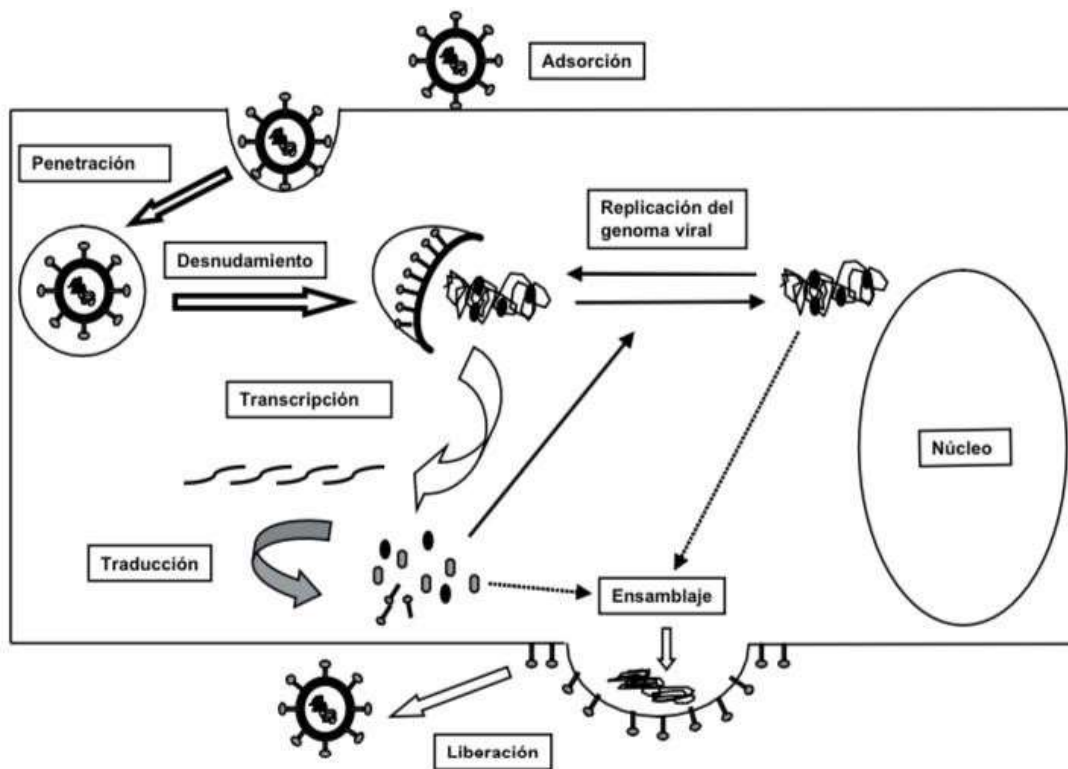 Adsorción
Penetración
Replicación del
genoma viral
Desnudamiento
Transcripción
Núcleo
Traducción
Ensamblaje
Liberación